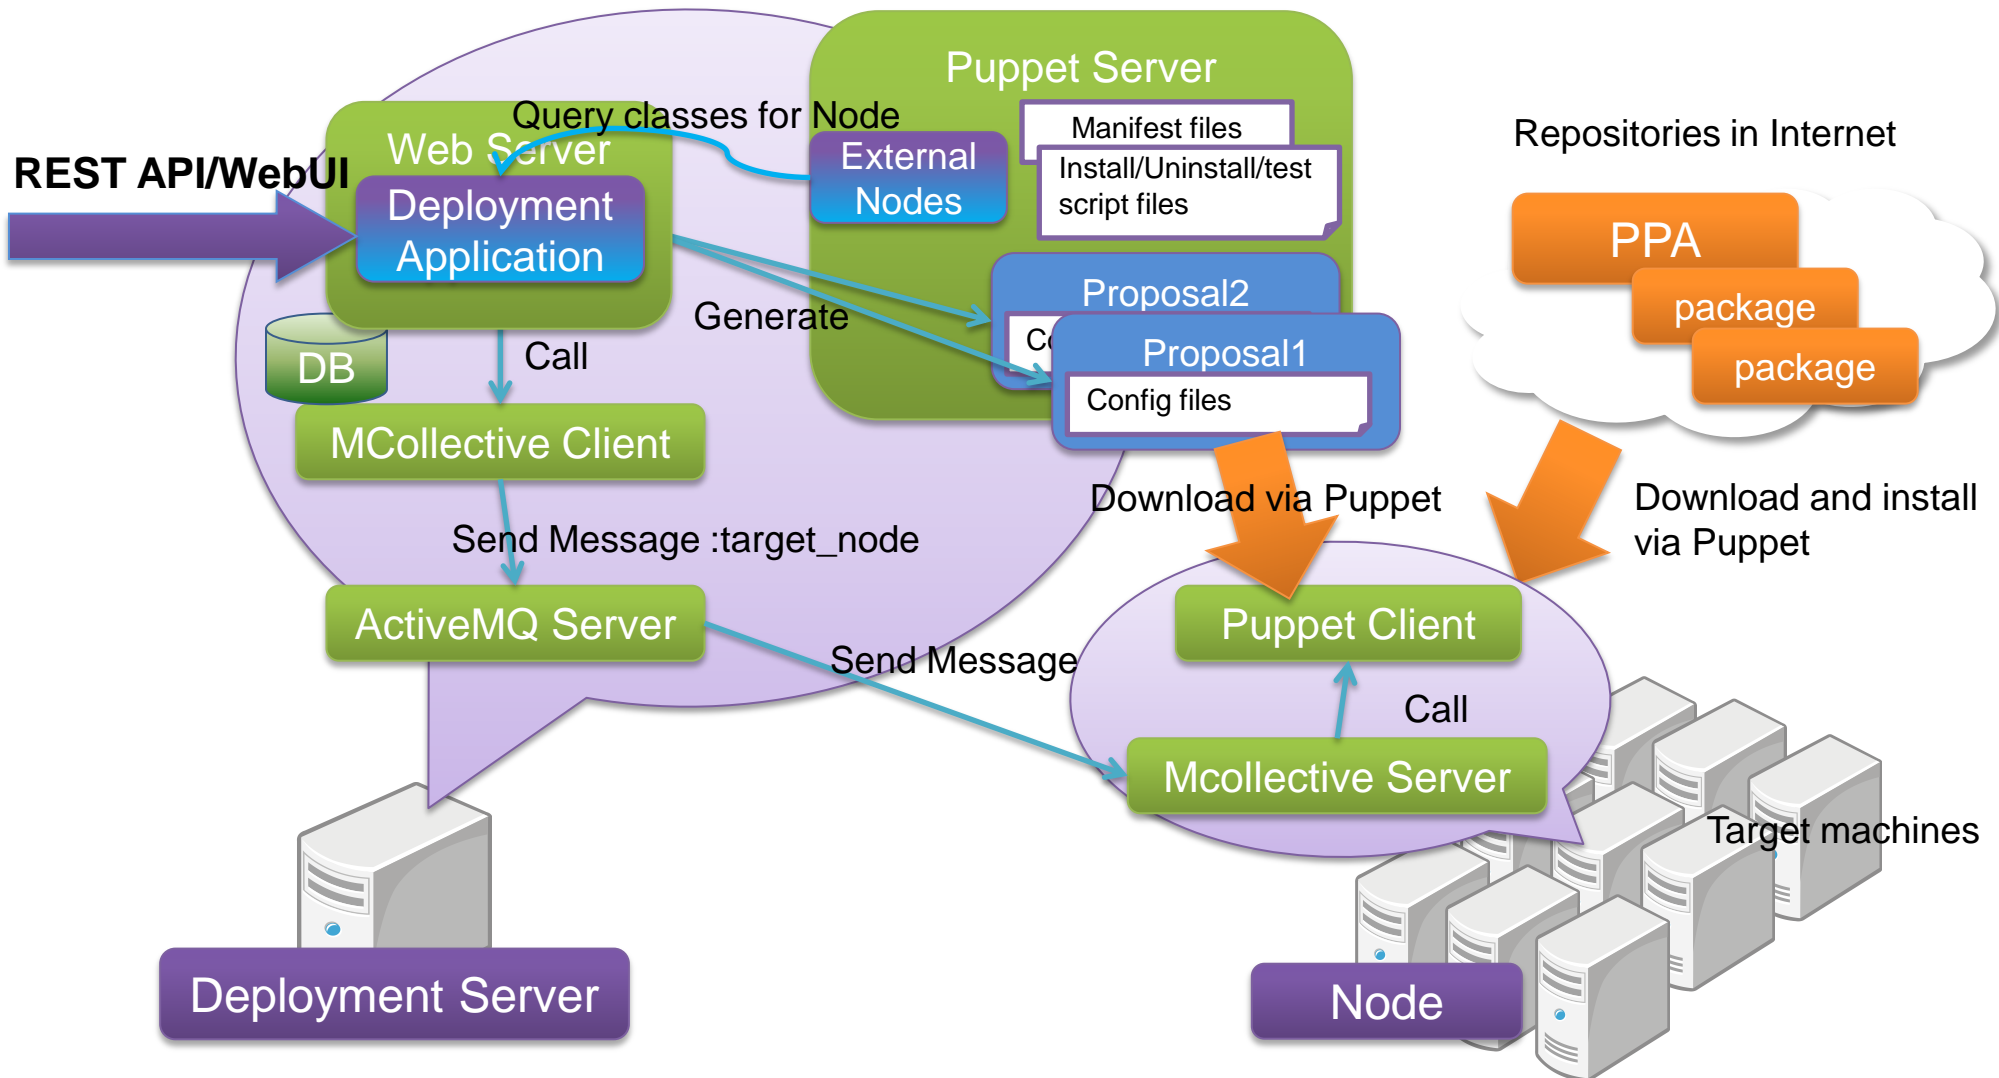 Puppet Server
Query classes for Node
Manifest files
Web Server
External
Nodes
Install/Uninstall/test
script files
Repositories in Internet
REST API/WebUI
Deployment
Application
PPA
Proposal2
package
Generate
Co
Proposal1
package
DB
Call
Config files
MCollective Client
Download via Puppet
Download and install
via Puppet
Send Message :target_node
ActiveMQ Server
Puppet Client
Send Message
Call
Mcollective Server
Target machines
Deployment Server
Node